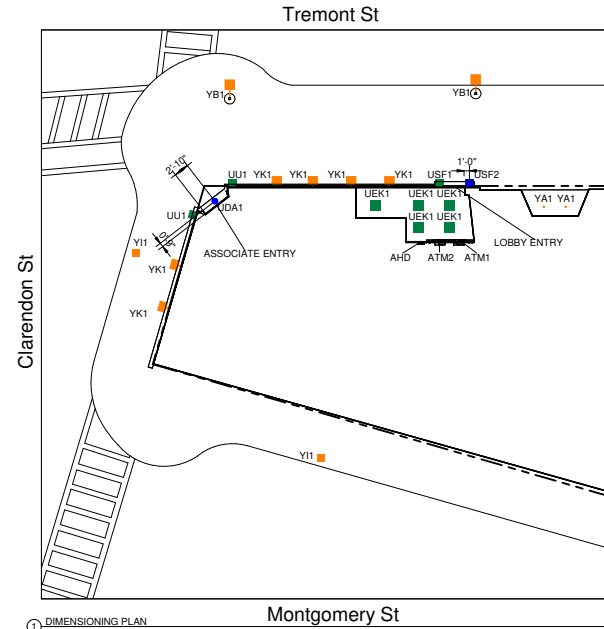 Tremont St
YB1
YB1
2'-10"
UU1
YK1
YK1
YK1
YK1
USF1
1'-0"
USF2
UEK1
UEK1
UEK1
YA1
YA1
UDA1
UU1
UEK1
UEK1
0'-9"
YI1
ASSOCIATE ENTRY
LOBBY ENTRY
AHD
ATM2
ATM1
YK1
Clarendon St
YK1
YI1
Montgomery St
1
DIMENSIONING PLAN